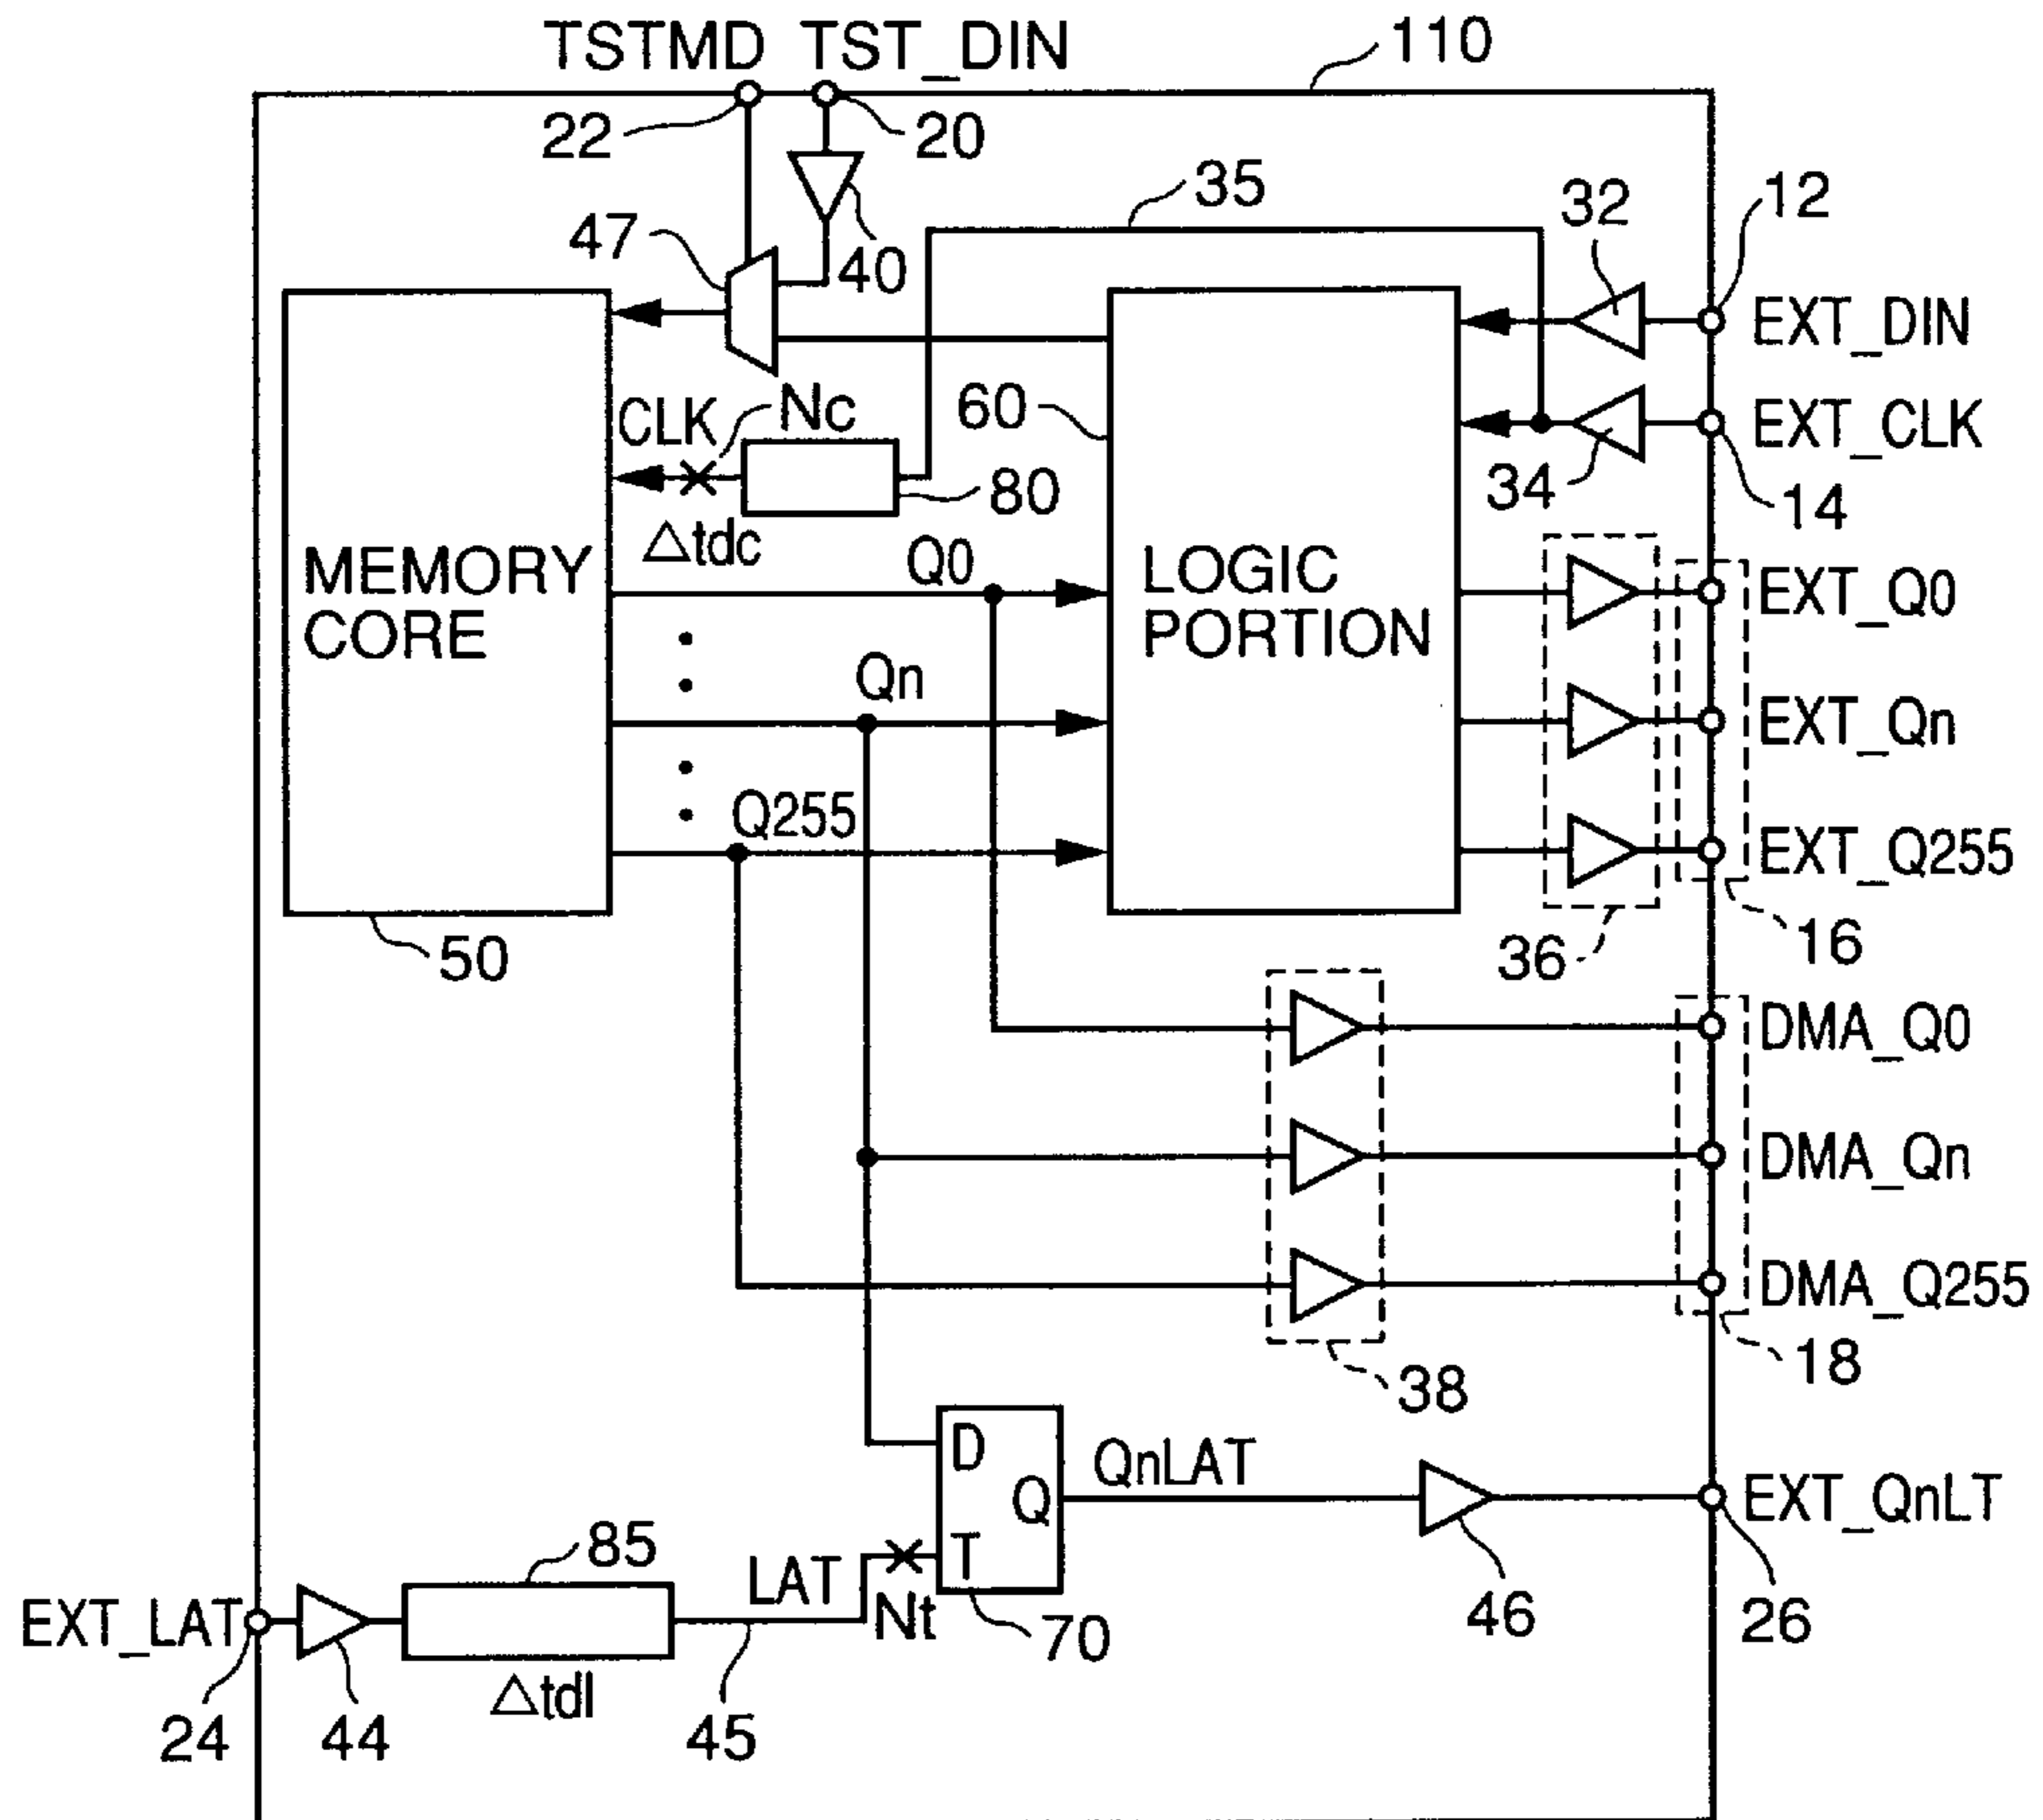 TSTMD TST_DIN
110
22
20
35
32
12
47
40
EXT_DIN
CLK
Nc
60
EXT_CLK
80
34
14
△tdc
Q0
MEMORY
CORE
LOGIC
PORTION
EXT_Q0
Qn
EXT_Qn
Q255
EXT_Q255
50
36
16
DMA_Q0
DMA_Qn
DMA_Q255
18
38
D
Q
T
QnLAT
EXT_QnLT
85
LAT
Nt
EXT_LAT
70
46
26
△tdl
24
44
45